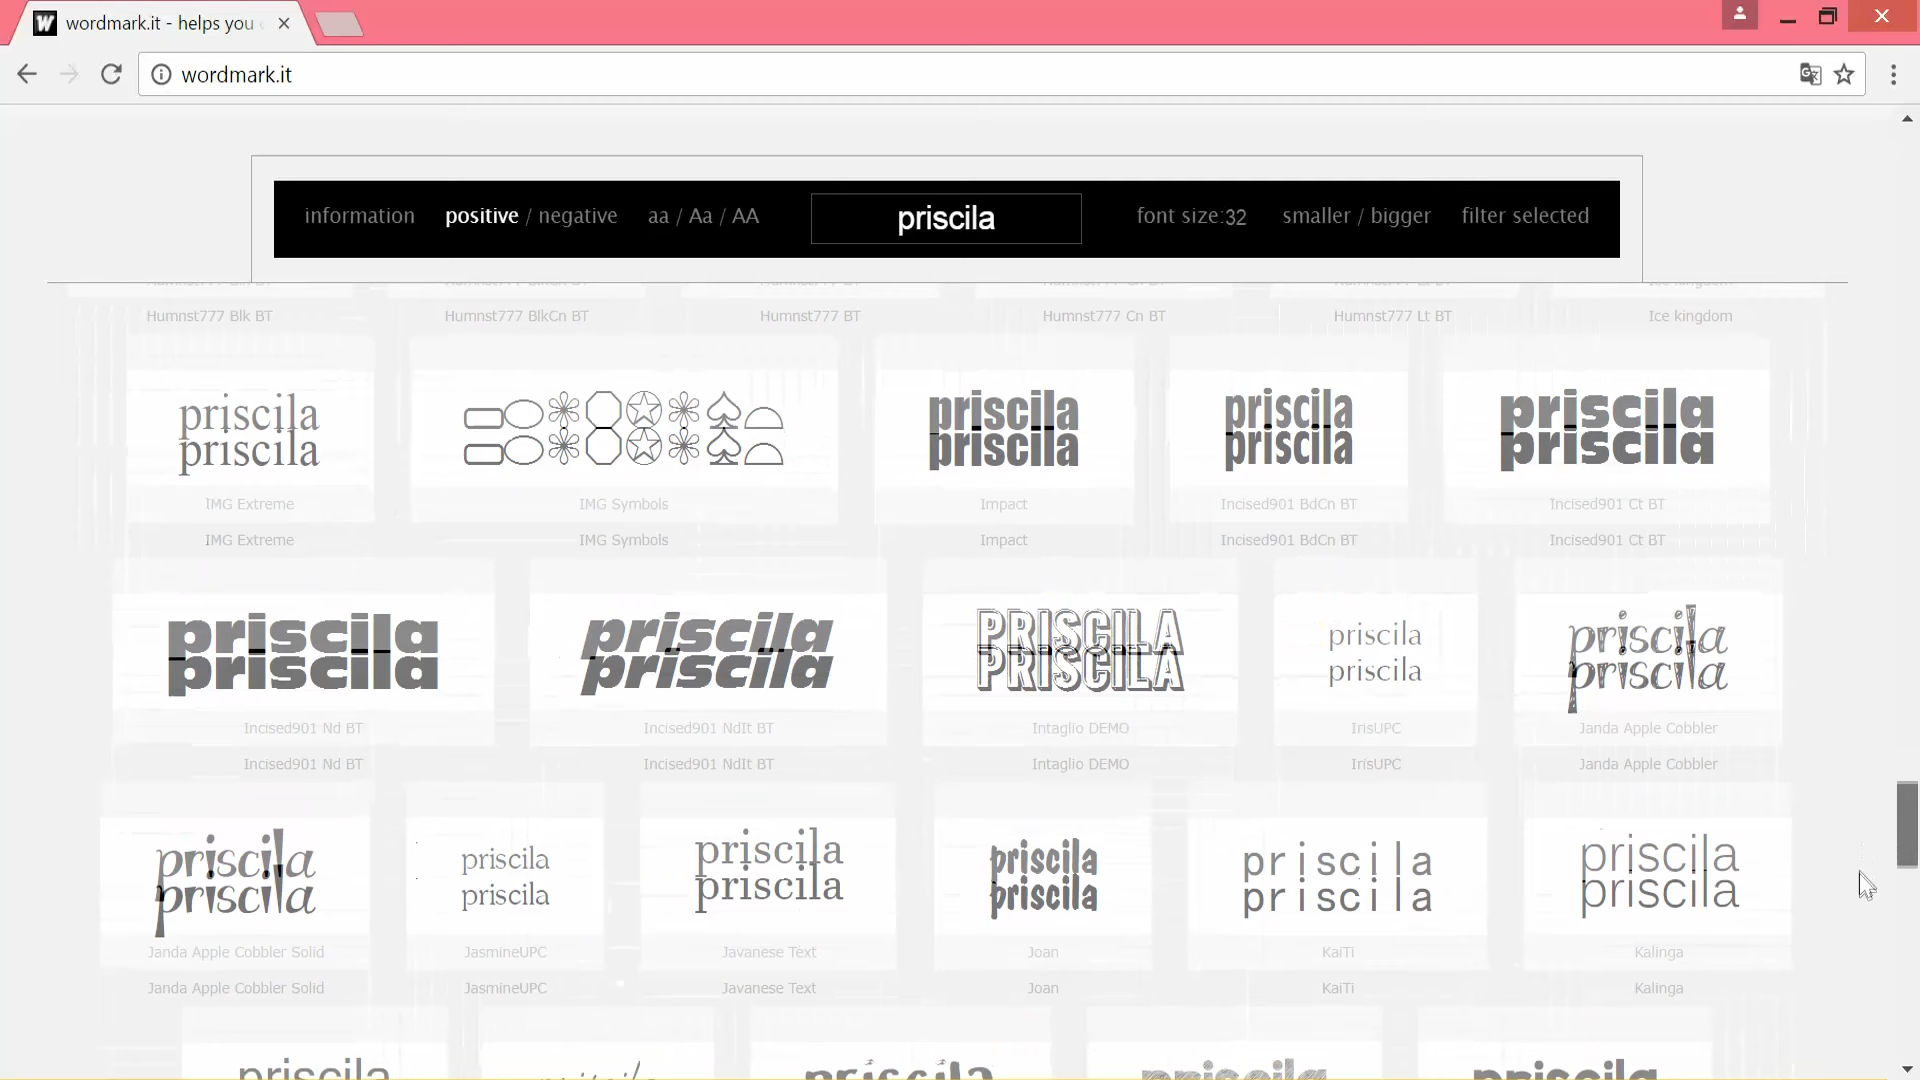 wordmark.it - helps you
wordmark.it
information positive / negative aa / Aa / AA priscila font size:32 smaller / bigger filter selected
Humnst777 Blk BT Humnst777 BlkCn BT Humnst777 BT Humnst777 Cn BT Humnst777 Lt BT Ice kingdom
priscila priscila priscila priscila
priscila priscila priscila priscila
IMG Extreme IMG Symbols Impact Incised901 BdCn BT Incised901 Ct BT
IMG Extreme IMG Symbols Impact Incised901 BdCn BT Incised901 Ct BT
priscila priscila PRISCILA priscila priscila
priscila priscila PRISCILA priscila priscila
Incised901 Nd BT Incised901 NdIt BT Intaglio DEMO IrisUPC Janda Apple Cobbler
Incised901 Nd BT Incised901 NdIt BT Intaglio DEMO IrisUPC Janda Apple Cobbler
priscila priscila priscila priscila priscila priscila
priscila priscila priscila priscila priscila priscila
Janda Apple Cobbler Solid JasmineUPC Javanese Text Joan KaiTi Kalinga
Janda Apple Cobbler Solid JasmineUPC Javanese Text Joan KaiTi Kalinga
priscila priscila priscila priscila